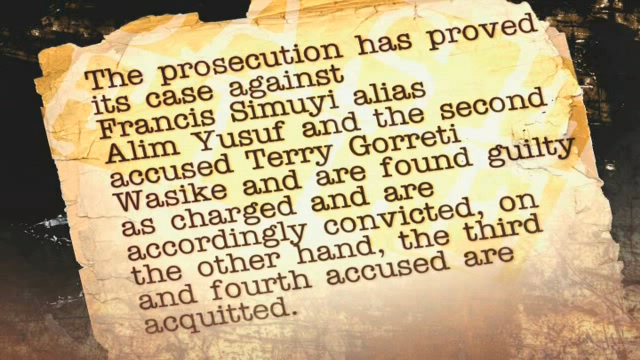 The prosecution has proved
its case against
Francis Simuyi alias
Alim Yusuf and the second
accused Terry Gorreti
Wasike and are found guilty
as charged and are
accordingly convicted, on
the other hand, the third
and fourth accused are
acquitted.